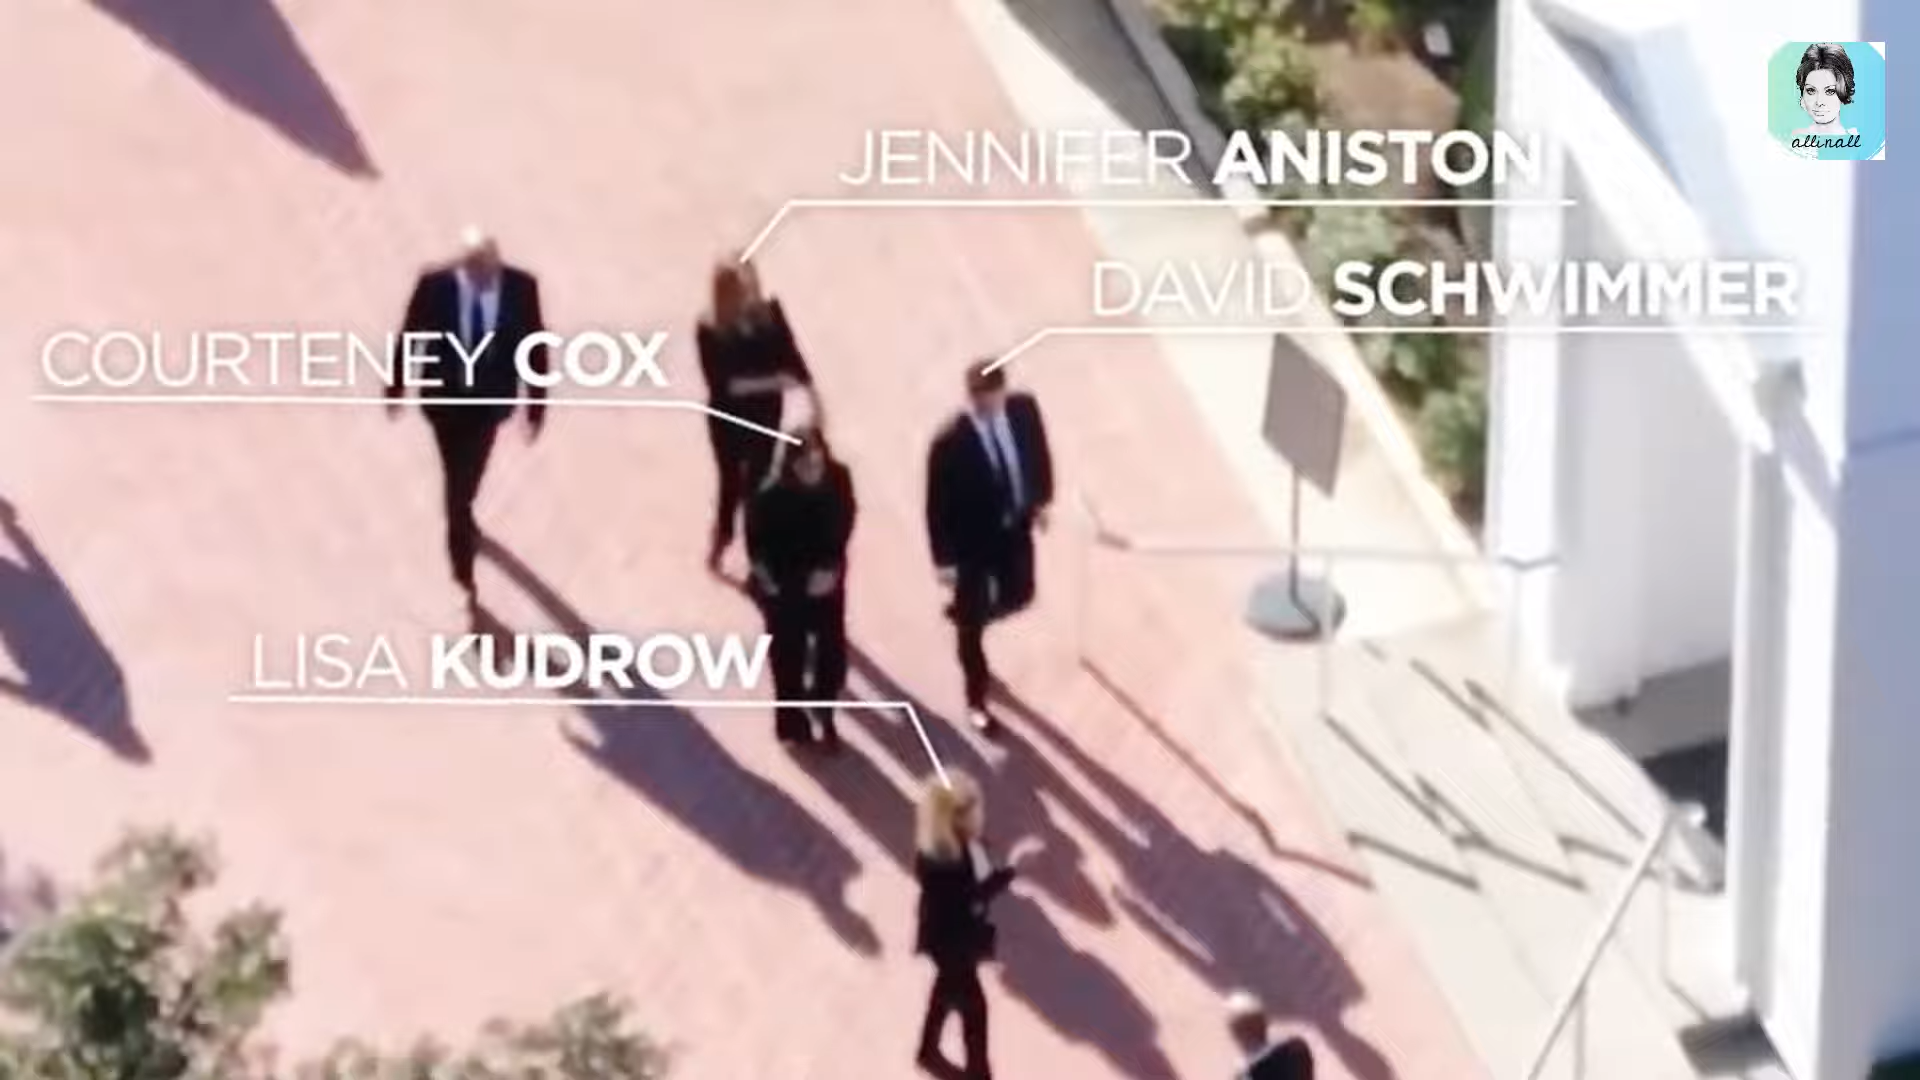 allinall
JENNIFER ANISTON
DAVID SCHWIMMER
COURTENEY COX
LISA KUDROW